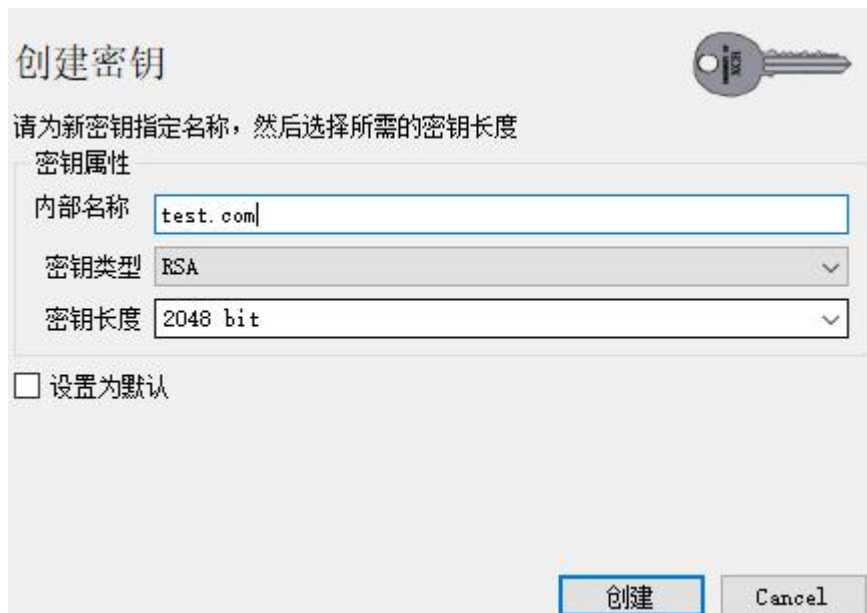 创建密钥
请为新密钥指定名称，然后选择所需的密钥长度
密钥属性
内部名称 test.com
密钥类型 RSA
密钥长度 2048 bit
设置为默认
创建 Cancel